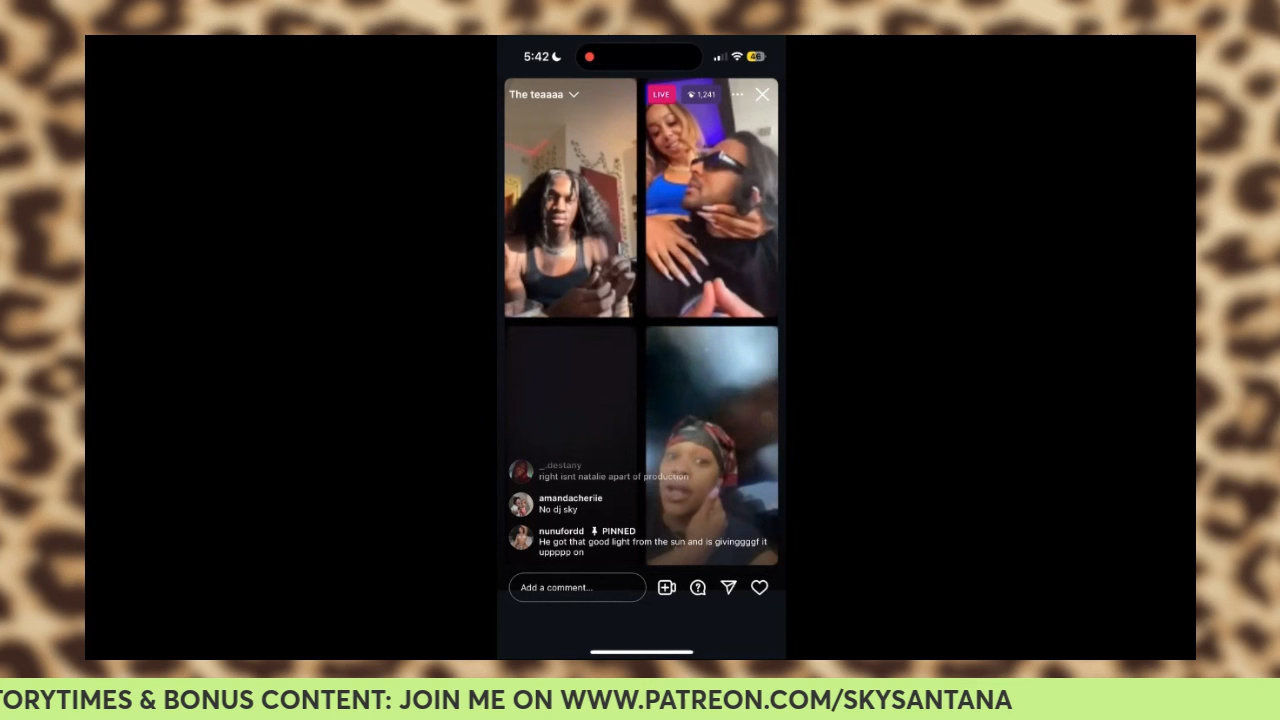 5:42
46
The teaaaa
LIVE
1,241
_.destany
right isnt natalie apart of production
amandacheriie
No dj sky
nunufordd PINNED
He got that good light from the sun and is givinggggf it
uppppp on
Add a comment...
TORYTIMES & BONUS CONTENT: JOIN ME ON WWW.PATREON.COM/SKYSANTANA